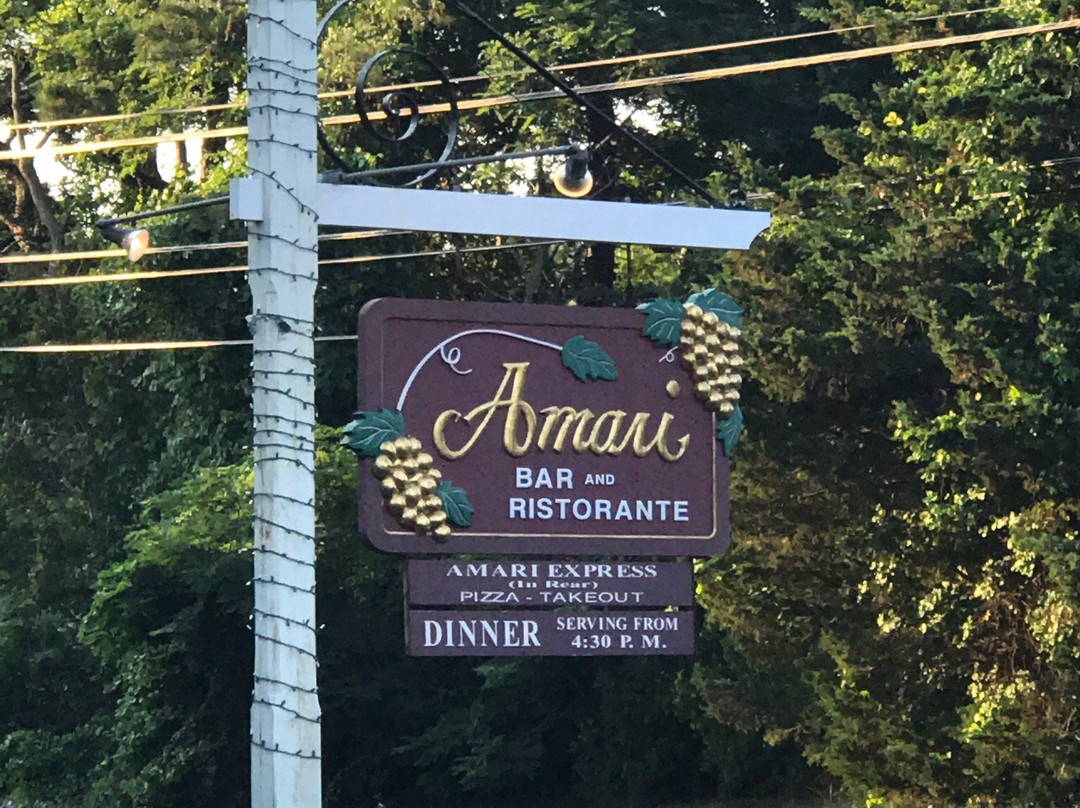 Amari
BAR AND
RISTORANTE
AMARI EXPRESS
(In Rear)
PIZZA - TAKEOUT
DINNER SERVING FROM
4:30 P. M.